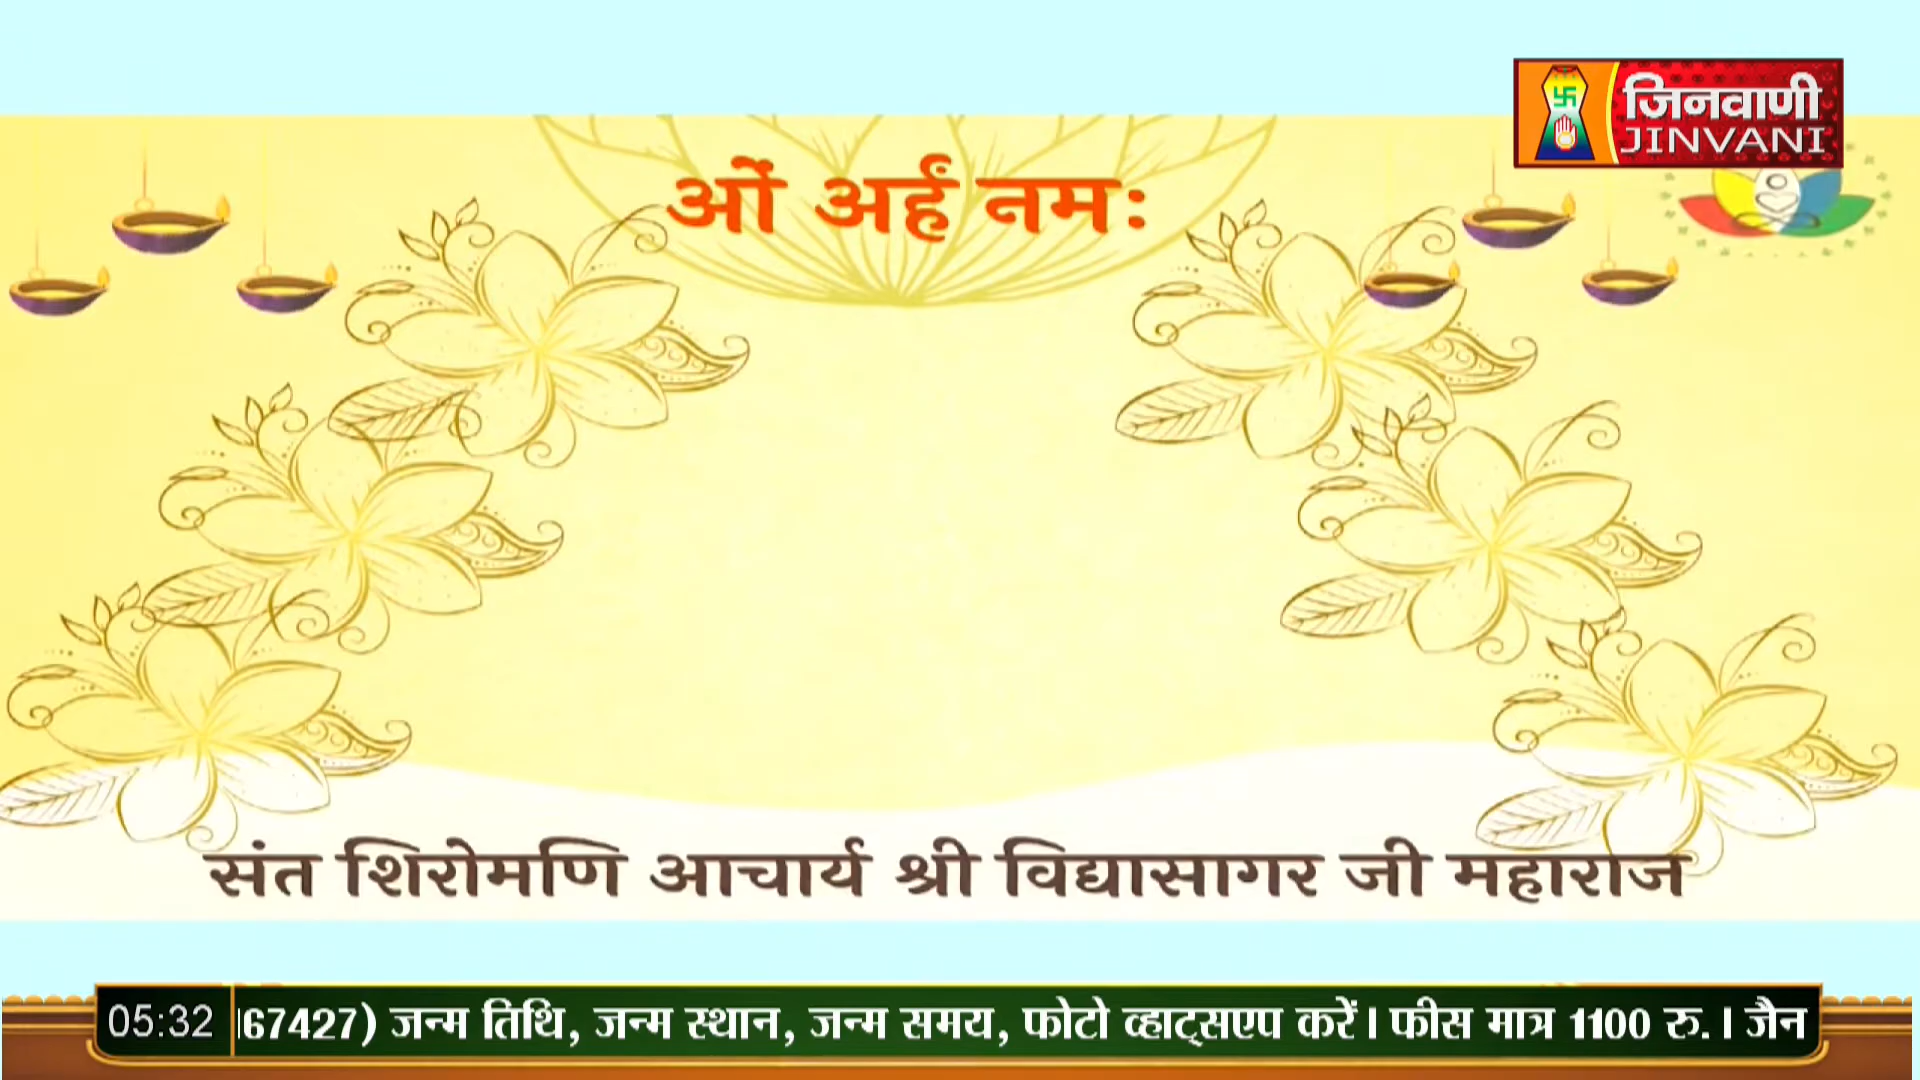 जिनवाणी
JINVANI
ओं अर्हं नमः
संत शिरोमणि आचार्य श्री विद्यासागर जी महाराज
05:32 67427) जन्म तिथि, जन्म स्थान, जन्म समय, फोटो व्हाट्सएप करें। फीस मात्र 1100 रु.। जैन